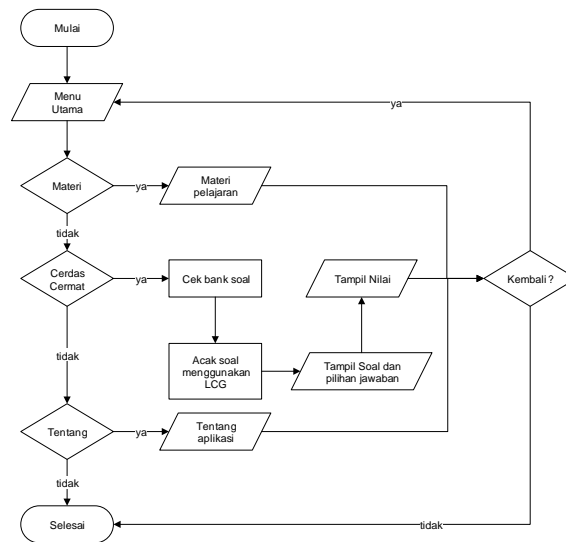 Mulai
Menu
Utama
ya
Materi
ya
Materi
pelajaran
tidak
Cerdas
Cermat
ya
Cek bank soal
Tampil Nilai
Kembali ?
Acak soal
menggunakan
LCG
Tampil Soal dan
pilihan jawaban
tidak
Tentang
ya
Tentang
aplikasi
tidak
Selesai
tidak